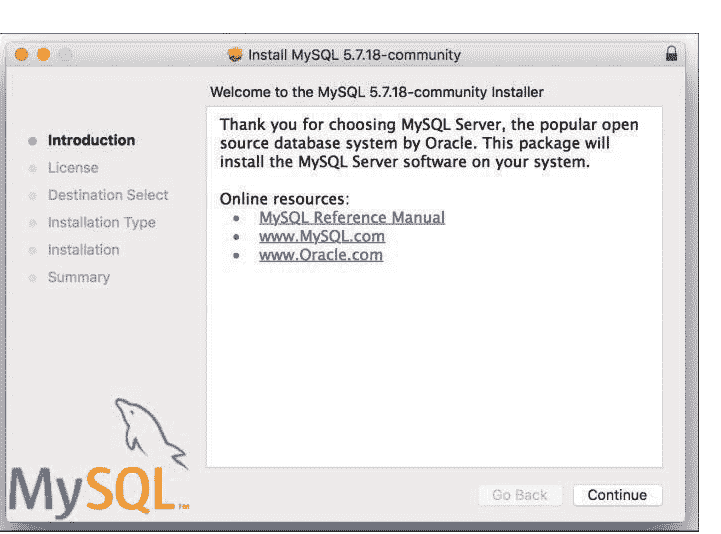 Install MySQL 5.7.18-community
Welcome to the MySQL 5.7.18-community Installer
Introduction
License
Destination Select
Installation Type
Installation
Summary
Thank you for choosing MySQL Server, the popular open
source database system by Oracle. This package will
install the MySQL Server software on your system.
Online resources:
• MySQL Reference Manual
• www.MySQL.com
• www.Oracle.com
MySQL™
Go Back
Continue